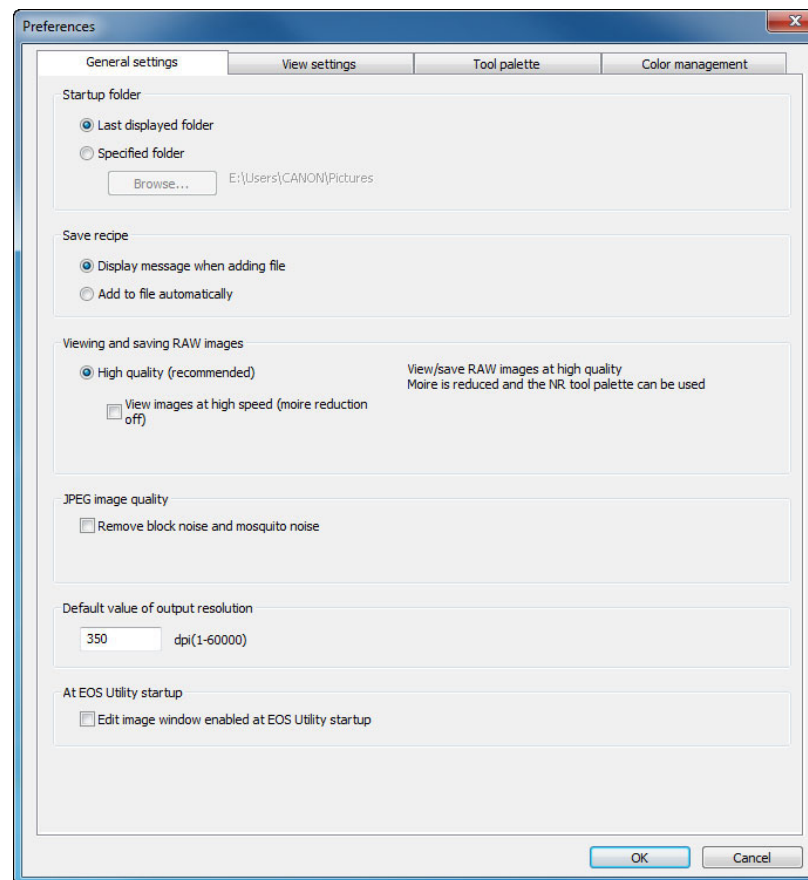 Preferences
General settings
View settings
Tool palette
Color management
Startup folder
Last displayed folder
Specified folder
Browse...
E:\Users\CANON\Pictures
Save recipe
Display message when adding file
Add to file automatically
Viewing and saving RAW images
High quality (recommended)
View/save RAW images at high quality
Moire is reduced and the NR tool palette can be used
View images at high speed (moire reduction
off)
JPEG image quality
Remove block noise and mosquito noise
Default value of output resolution
350 dpi(1-60000)
At EOS Utility startup
Edit image window enabled at EOS Utility startup
OK
Cancel